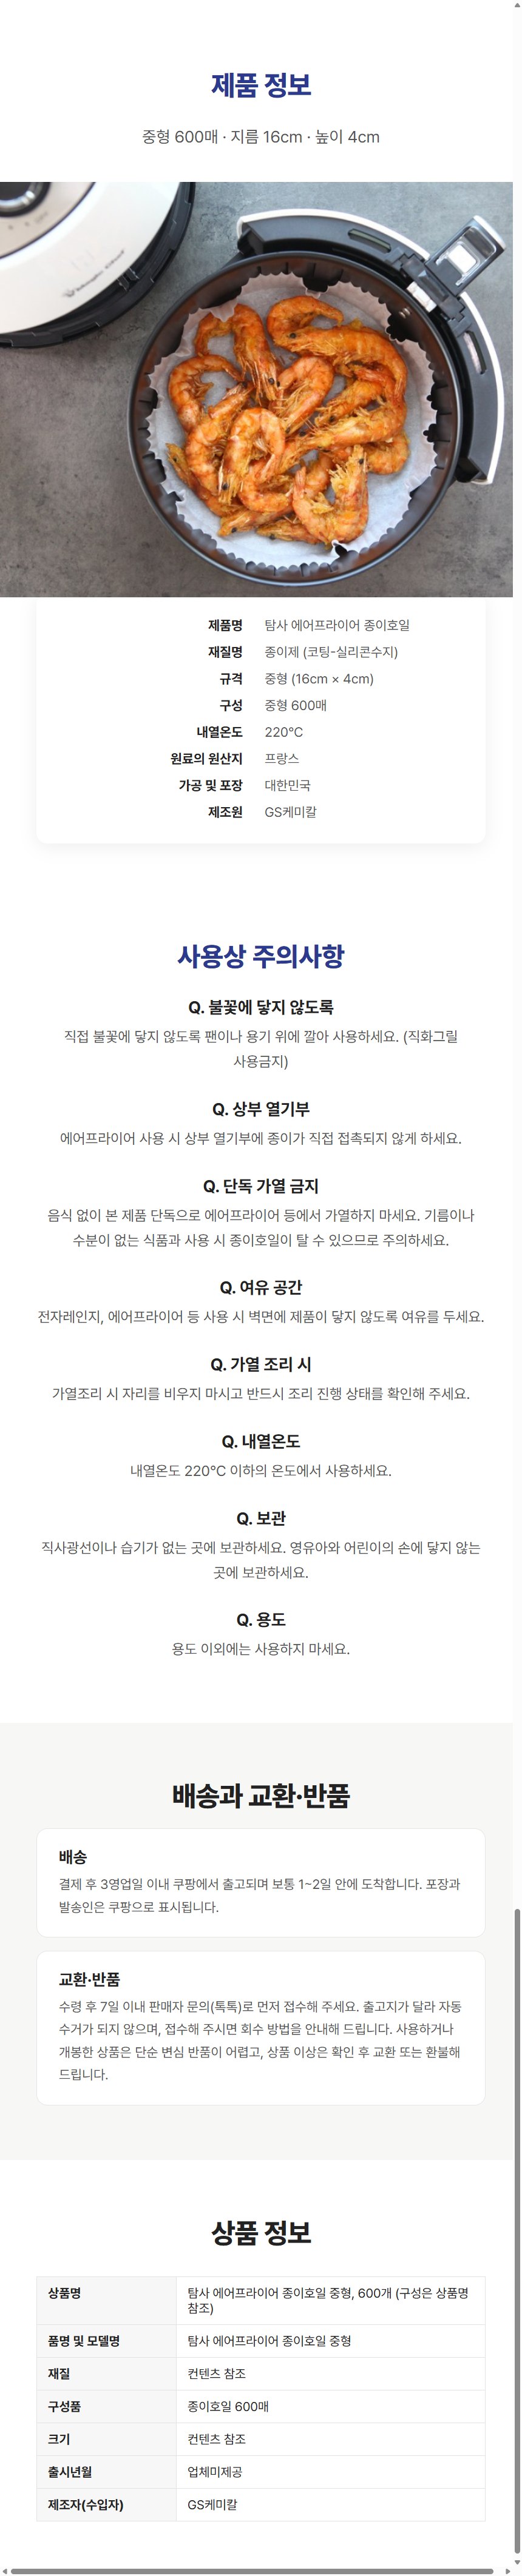 제품 정보
중형 600매 · 지름 16cm · 높이 4cm
Magic Chef
제품명 탐사 에어프라이어 종이호일
재질명 종이제 (코팅-실리콘수지)
규격 중형 (16cm × 4cm)
구성 중형 600매
내열온도 220℃
원료의 원산지 프랑스
가공 및 포장 대한민국
제조원 GS케미칼
사용상 주의사항
Q. 불꽃에 닿지 않도록
직접 불꽃에 닿지 않도록 팬이나 용기 위에 깔아 사용하세요. (직화그릴
사용금지)
Q. 상부 열기부
에어프라이어 사용 시 상부 열기부에 종이가 직접 접촉되지 않게 하세요.
Q. 단독 가열 금지
음식 없이 본 제품 단독으로 에어프라이어 등에서 가열하지 마세요. 기름이나
수분이 없는 식품과 사용 시 종이호일이 탈 수 있으므로 주의하세요.
Q. 여유 공간
전자레인지, 에어프라이어 등 사용 시 벽면에 제품이 닿지 않도록 여유를 두세요.
Q. 가열 조리 시
가열조리 시 자리를 비우지 마시고 반드시 조리 진행 상태를 확인해 주세요.
Q. 내열온도
내열온도 220℃ 이하의 온도에서 사용하세요.
Q. 보관
직사광선이나 습기가 없는 곳에 보관하세요. 영유아와 어린이의 손에 닿지 않는
곳에 보관하세요.
Q. 용도
용도 이외에는 사용하지 마세요.
배송과 교환·반품
배송
결제 후 3영업일 이내 쿠팡에서 출고되며 보통 1~2일 안에 도착합니다. 포장과
발송인은 쿠팡으로 표시됩니다.
교환·반품
수령 후 7일 이내 판매자 문의(톡톡)로 먼저 접수해 주세요. 출고지가 달라 자동
수거가 되지 않으며, 접수해 주시면 회수 방법을 안내해 드립니다. 사용하거나
개봉한 상품은 단순 변심 반품이 어렵고, 상품 이상은 확인 후 교환 또는 환불해
드립니다.
상품 정보
상품명 탐사 에어프라이어 종이호일 중형, 600개 (구성은 상품명
참조)
품명 및 모델명 탐사 에어프라이어 종이호일 중형
재질 컨텐츠 참조
구성품 종이호일 600매
크기 컨텐츠 참조
출시년월 업체미제공
제조자(수입자) GS케미칼